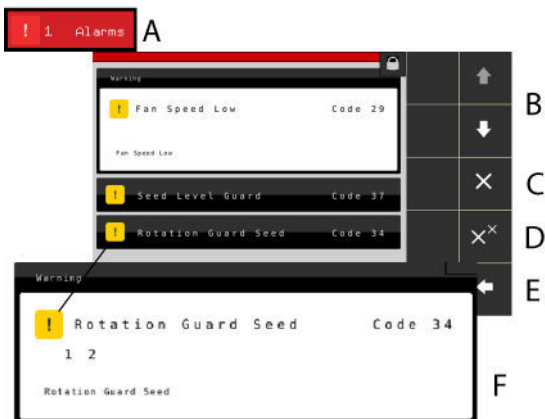 ! 1 Alarms A
Warning
! Fan Speed Low Code 29
Fan Speed Low
! Seed Level Guard Code 37
! Rotation Guard Seed Code 34
B
C
D
E
Warning
! Rotation Guard Seed Code 34
1 2
Rotation Guard Seed
F